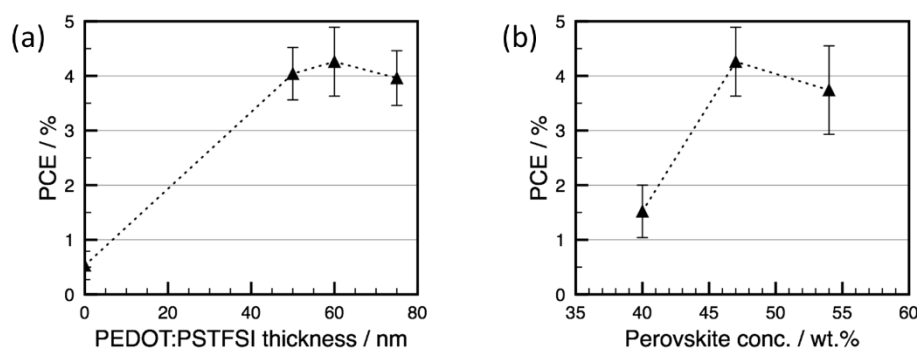 (a)
PCE / %
5
4
3
2
1
0
0 20 40 60 80
PEDOT:PSTFSI thickness / nm
(b)
PCE / %
5
4
3
2
1
0
35 40 45 50 55 60
Perovskite conc. / wt.%